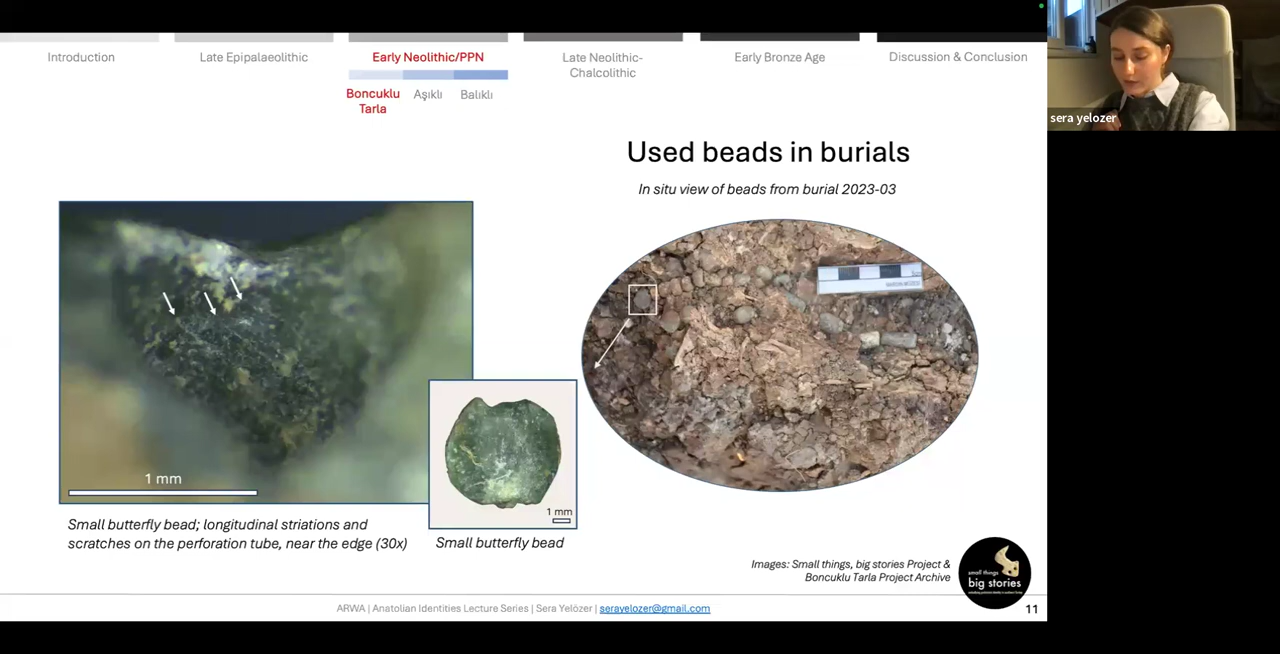 Introduction
Late Epipalaeolithic
Early Neolithic/PPN
Late Neolithic-
Chalcolithic
Early Bronze Age
Discussion & Conclusion
Boncuklu
Tarla
Aşıklı
Balıklı
sera yelozer
Used beads in burials
In situ view of beads from burial 2023-03
1 mm
1 mm
Small butterfly bead; longitudinal striations and
scratches on the perforation tube, near the edge (30x)
Small butterfly bead
Images: Small things, big stories Project &
Boncuklu Tarla Project Archive
small things
big stories
ARWA | Anatolian Identities Lecture Series | Sera Yelözer | serayelozer@gmail.com
11